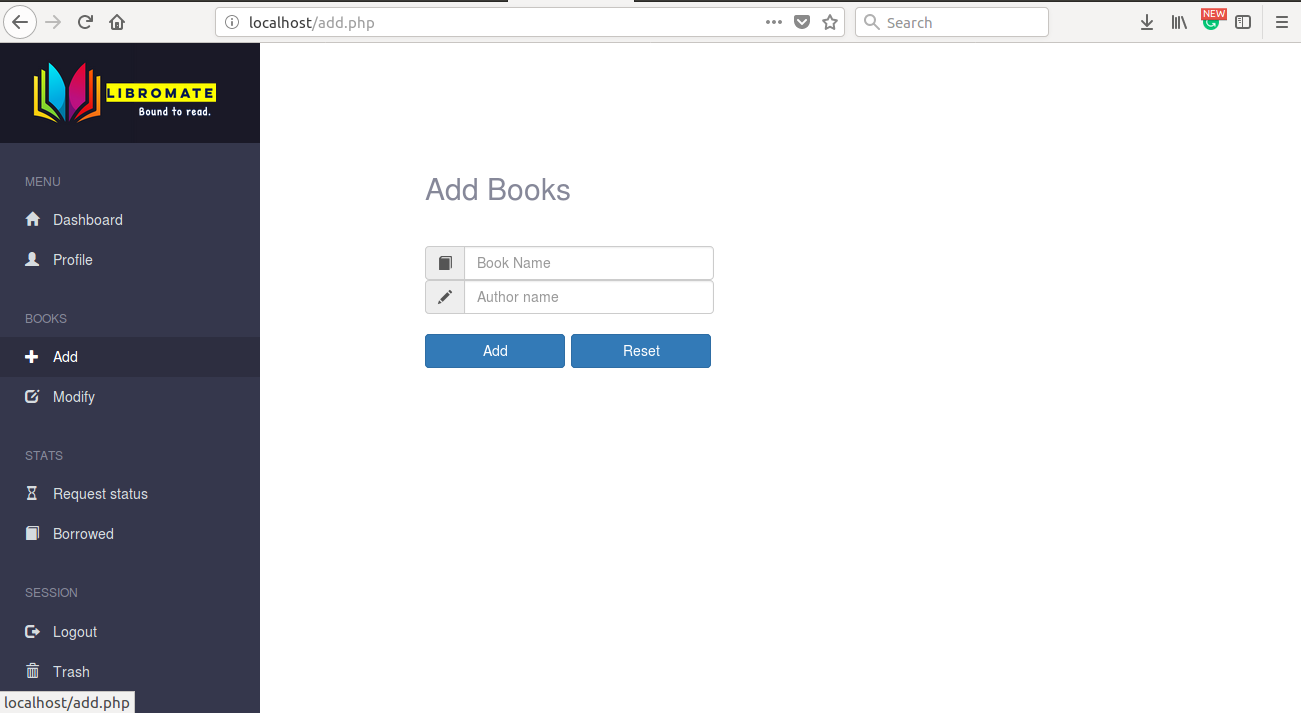 localhost/add.php
Search
NEW
LIBROMATE
Bound to read.
MENU
Dashboard
Profile
BOOKS
Add
Modify
STATS
Request status
Borrowed
SESSION
Logout
Trash
localhost/add.php
Add Books
Book Name
Author name
Add Reset